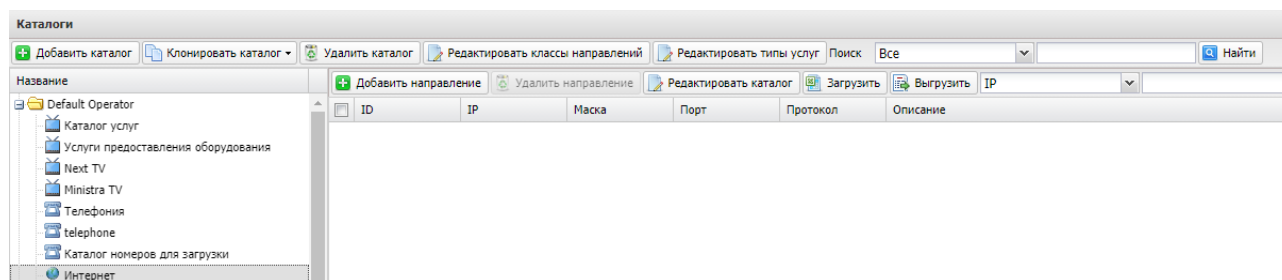 Каталоги
Добавить каталог Клонировать каталог Удалить каталог Редактировать классы направлений Редактировать типы услуг Поиск Все Найти
Название
Добавить направление Удалить направление Редактировать каталог Загрузить Выгрузить IP
ID IP Маска Порт Протокол Описание
Default Operator
Каталог услуг
Услуги предоставления оборудования
Next TV
Ministra TV
Телефония
telephone
Каталог номеров для загрузки
Интернет